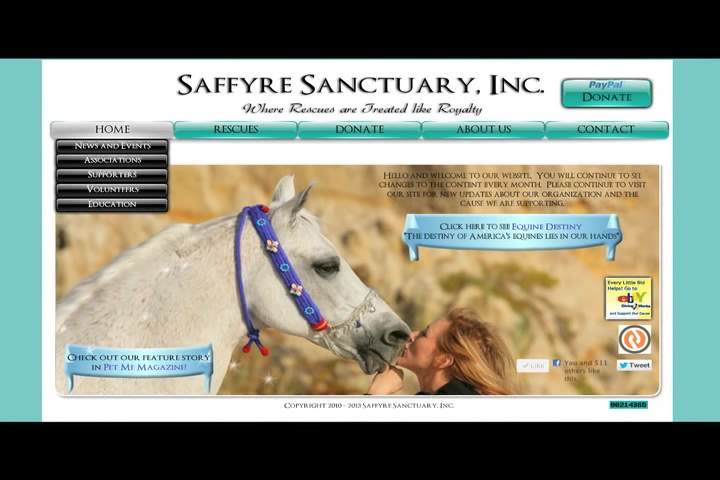 SAFFYRE SANCTUARY, INC.
Where Rescues are Treated like Royalty
PayPal
DONATE
HOME
RESCUES
DONATE
ABOUT US
CONTACT
NEWS AND EVENTS
ASSOCIATIONS
SUPPORTERS
VOLUNTEERS
EDUCATION
HELLO AND WELCOME TO OUR WEBSITE. YOU WILL CONTINUE TO SEE
CHANGES TO THE CONTENT EVERY MONTH. PLEASE CONTINUE TO VISIT
OUR SITE FOR NEW UPDATES ABOUT OUR ORGANIZATION AND THE
CAUSE WE ARE SUPPORTING.
CLICK HERE TO SEE EQUINE DESTINY
"THE DESTINY OF AMERICA'S EQUINES LIES IN OUR HANDS"
Every Little Bid
Helps! Go to
ebay
Giving Works
and Support Our Cause
CHECK OUT OUR FEATURE STORY
IN PET ME MAGAZINE!
Like
You and 511
others like
this.
Tweet
COPYRIGHT 2010 - 2013 SAFFYRE SANCTUARY, INC.